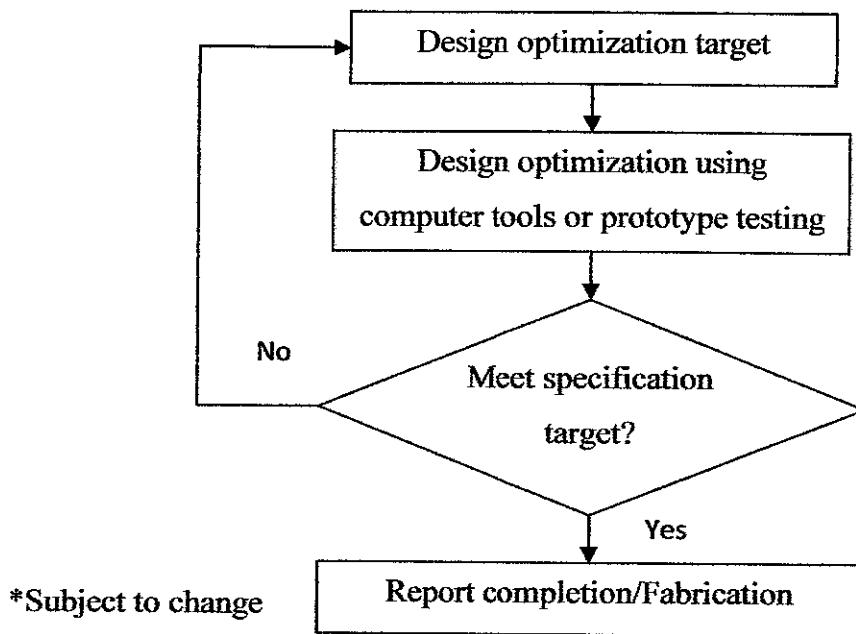 Design optimization target
Design optimization using
computer tools or prototype testing
No
Meet specification
target?
Yes
Report completion/Fabrication
*Subject to change